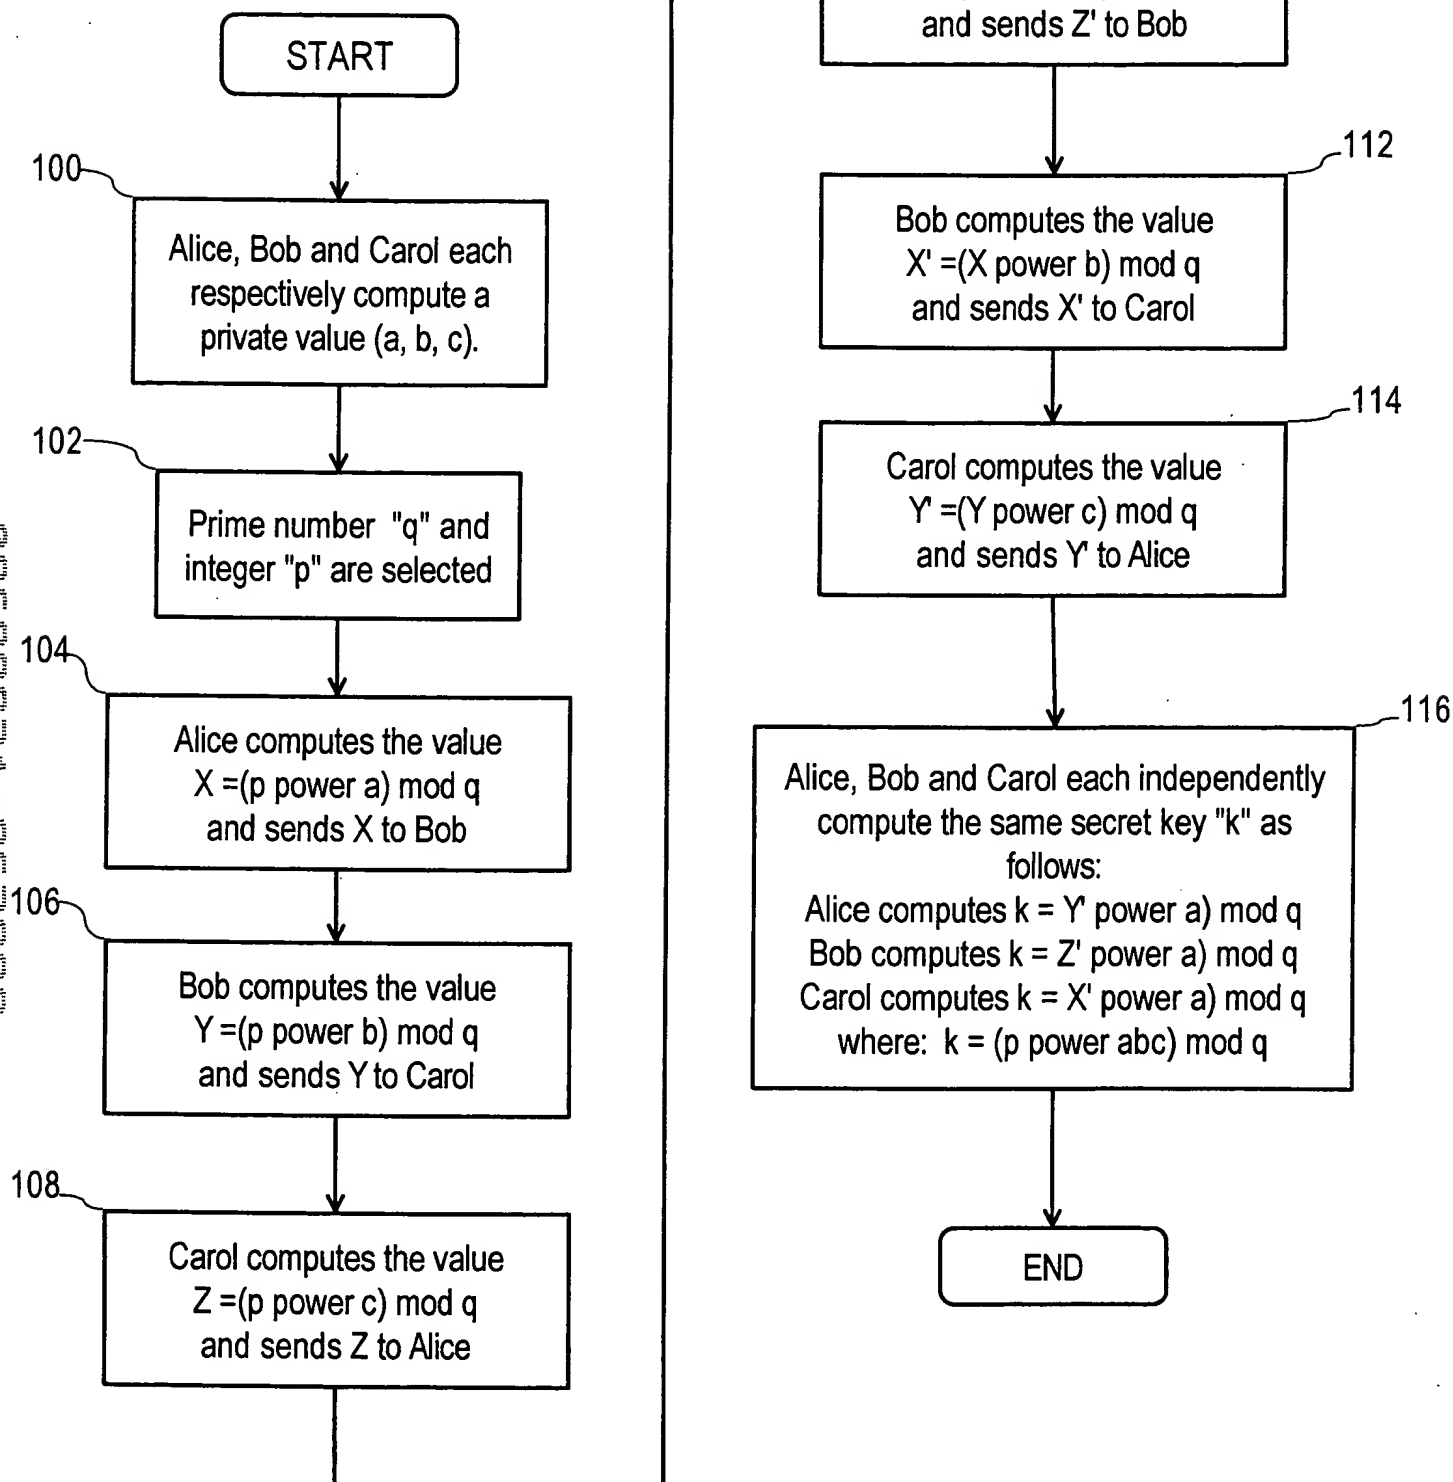 START
100
Alice, Bob and Carol each
respectively compute a
private value (a, b, c).
102
Prime number "q" and
integer "p" are selected
104
Alice computes the value
X =(p power a) mod q
and sends X to Bob
106
Bob computes the value
Y =(p power b) mod q
and sends Y to Carol
108
Carol computes the value
Z =(p power c) mod q
and sends Z to Alice
and sends Z' to Bob
112
Bob computes the value
X' =(X power b) mod q
and sends X' to Carol
114
Carol computes the value
Y' =(Y power c) mod q
and sends Y' to Alice
116
Alice, Bob and Carol each independently
compute the same secret key "k" as
follows:
Alice computes k = Y' power a) mod q
Bob computes k = Z' power a) mod q
Carol computes k = X' power a) mod q
where: k = (p power abc) mod q
END